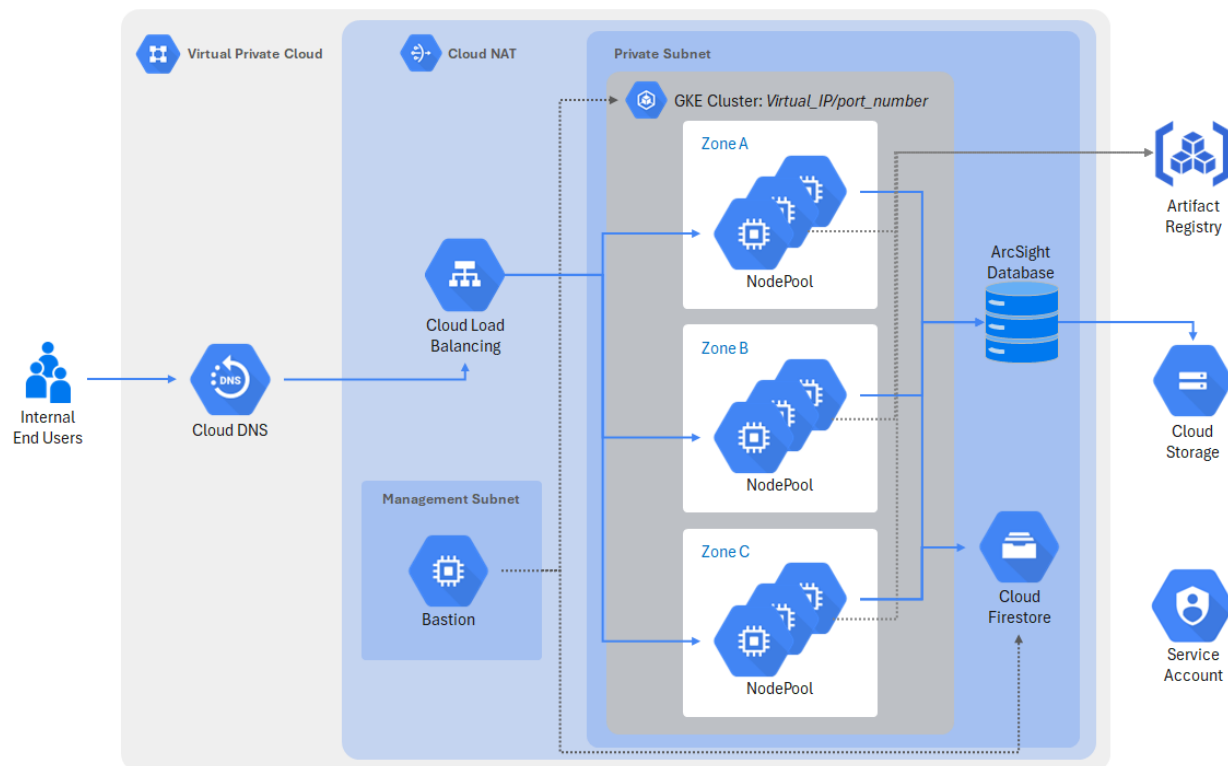 Virtual Private Cloud
Cloud NAT
Private Subnet
GKE Cluster: Virtual_IP/port_number
Zone A
NodePool
Artifact
Registry
ArcSight
Database
Cloud Load
Balancing
Zone B
NodePool
Internal
End Users
DNS
Cloud DNS
Cloud
Storage
Management Subnet
Bastion
Zone C
NodePool
Cloud
Firestore
Service
Account